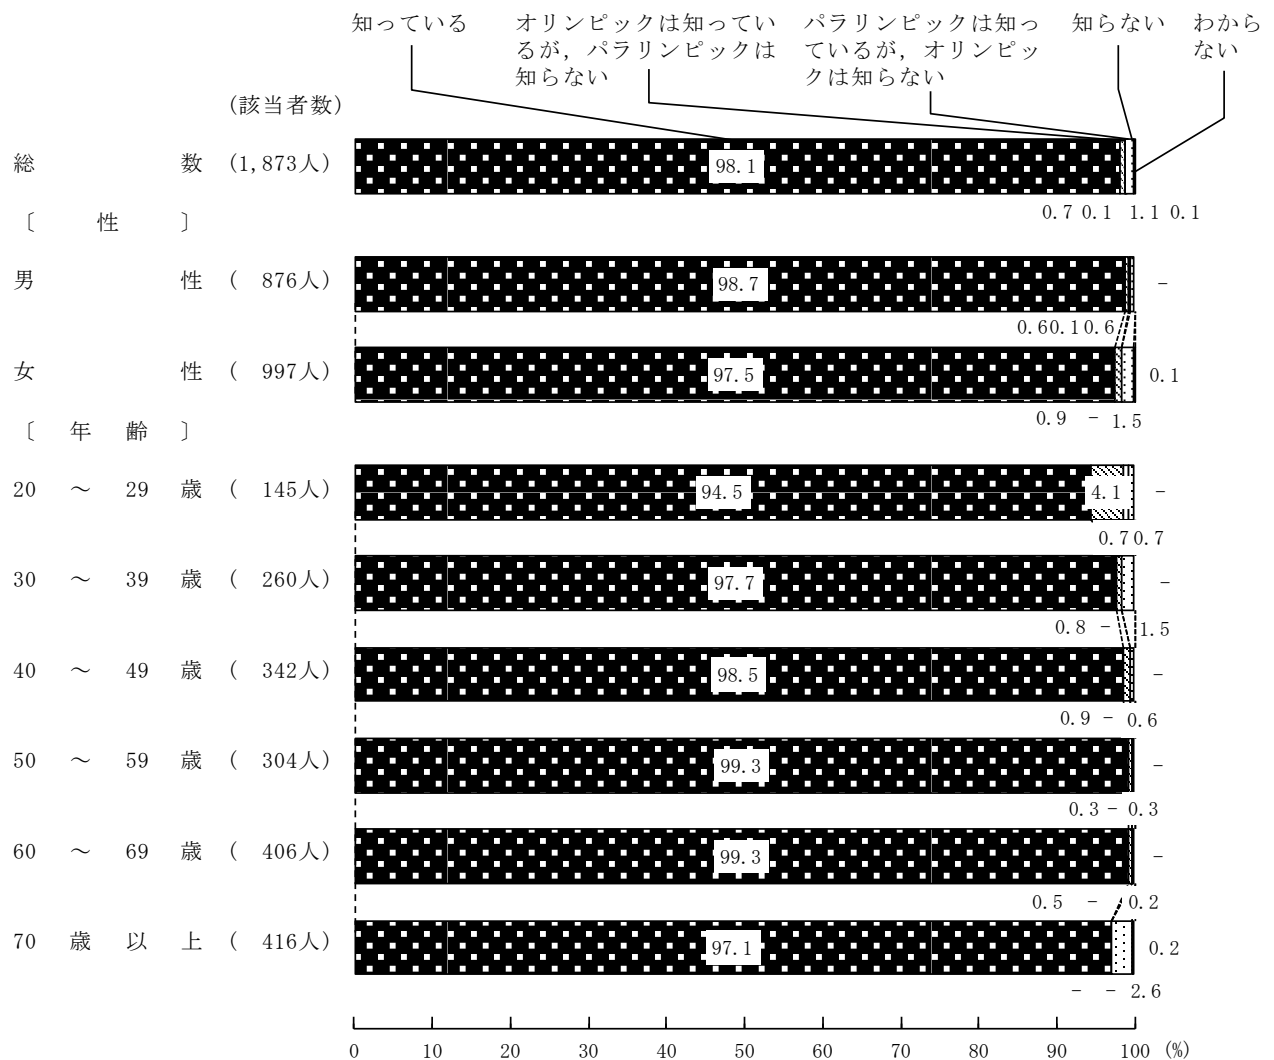 知っている
オリンピックは知ってい
るが，パラリンピックは
知らない
パラリンピックは知っ
ているが，オリンピッ
クは知らない
知らない
わから
ない
(該当者数)
総 数 (1,873人) 98.1
0.7 0.1 1.1 0.1
〔 性 〕
男 性 ( 876人) 98.7 -
0.6 0.1 0.6
女 性 ( 997人) 97.5 0.1
0.9 - 1.5
〔 年 齢 〕
20 ～ 29 歳 ( 145人) 94.5 4.1 -
0.7 0.7
30 ～ 39 歳 ( 260人) 97.7 -
0.8 - 1.5
40 ～ 49 歳 ( 342人) 98.5 -
0.9 - 0.6
50 ～ 59 歳 ( 304人) 99.3 -
0.3 - 0.3
60 ～ 69 歳 ( 406人) 99.3 -
0.5 - 0.2
70 歳 以 上 ( 416人) 97.1 0.2
- - 2.6
0 10 20 30 40 50 60 70 80 90 100 (%)